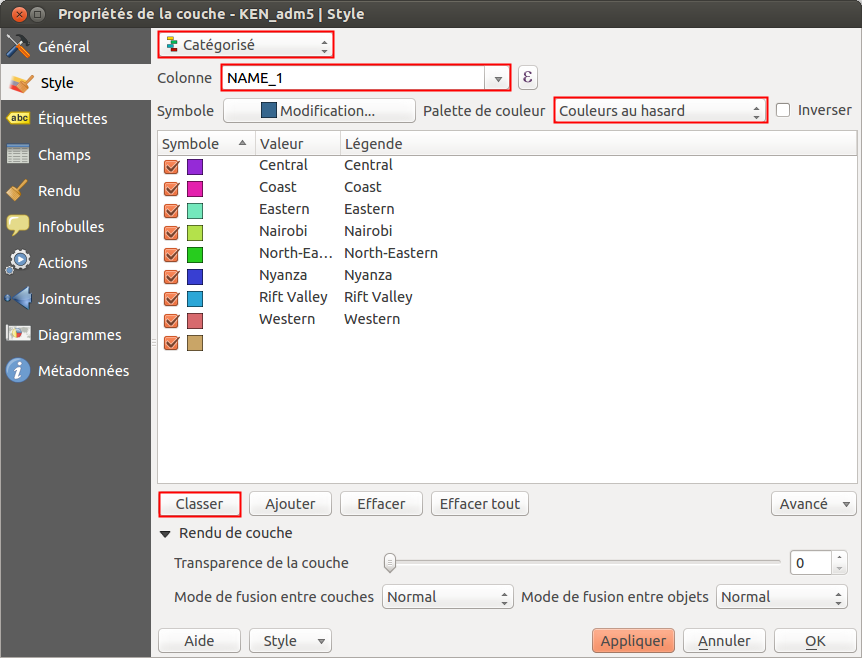 Propriétés de la couche - KEN_adm5 | Style
Général
Style
abc Étiquettes
Champs
Rendu
Infobulles
Actions
Jointures
Diagrammes
i Métadonnées
Catégorisé
Colonne NAME_1 ε
Symbole Modification... Palette de couleur Couleurs au hasard Inverser
Symbole Valeur Légende
Central Central
Coast Coast
Eastern Eastern
Nairobi Nairobi
North-Ea... North-Eastern
Nyanza Nyanza
Rift Valley Rift Valley
Western Western
Classer Ajouter Effacer Effacer tout Avancé
Rendu de couche
Transparence de la couche 0
Mode de fusion entre couches Normal Mode de fusion entre objets Normal
Aide Style Appliquer Annuler OK